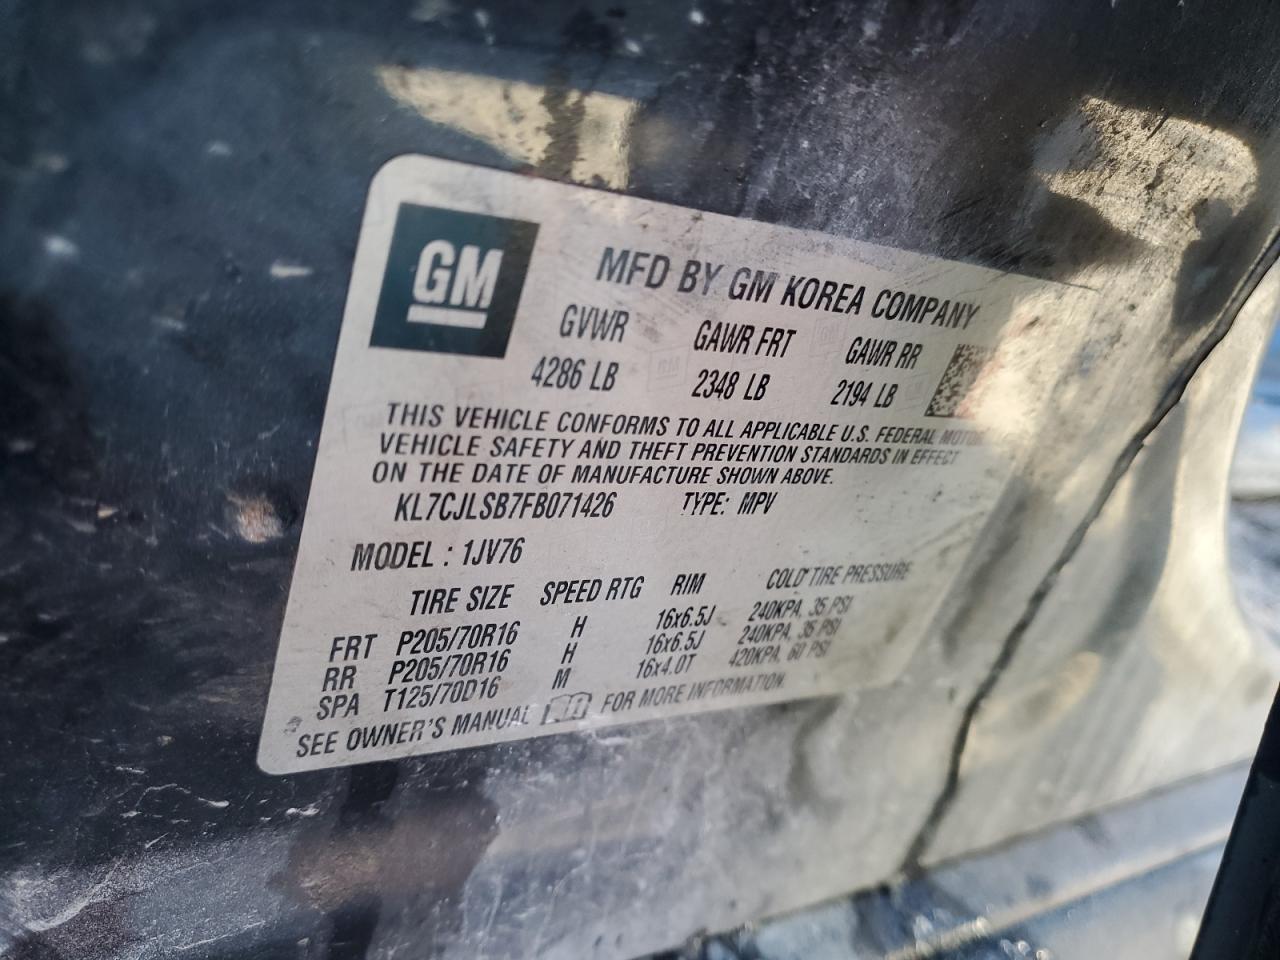 GM
MFD BY GM KOREA COMPANY
GVWR GAWR FRT GAWR RR
4286 LB 2348 LB 2194 LB
THIS VEHICLE CONFORMS TO ALL APPLICABLE U.S. FEDERAL MOTOR
VEHICLE SAFETY AND THEFT PREVENTION STANDARDS IN EFFECT
ON THE DATE OF MANUFACTURE SHOWN ABOVE.
KL7CJLSB7FB071426 TYPE: MPV
MODEL : 1JV76
TIRE SIZE SPEED RTG RIM COLD TIRE PRESSURE
FRT P205/70R16 H 16x6.5J 240KPA, 35 PSI
RR P205/70R16 H 16x6.5J 240KPA, 35 PSI
SPA T125/70D16 M 16x4.0T 420KPA, 60 PSI
SEE OWNER'S MANUAL FOR MORE INFORMATION.